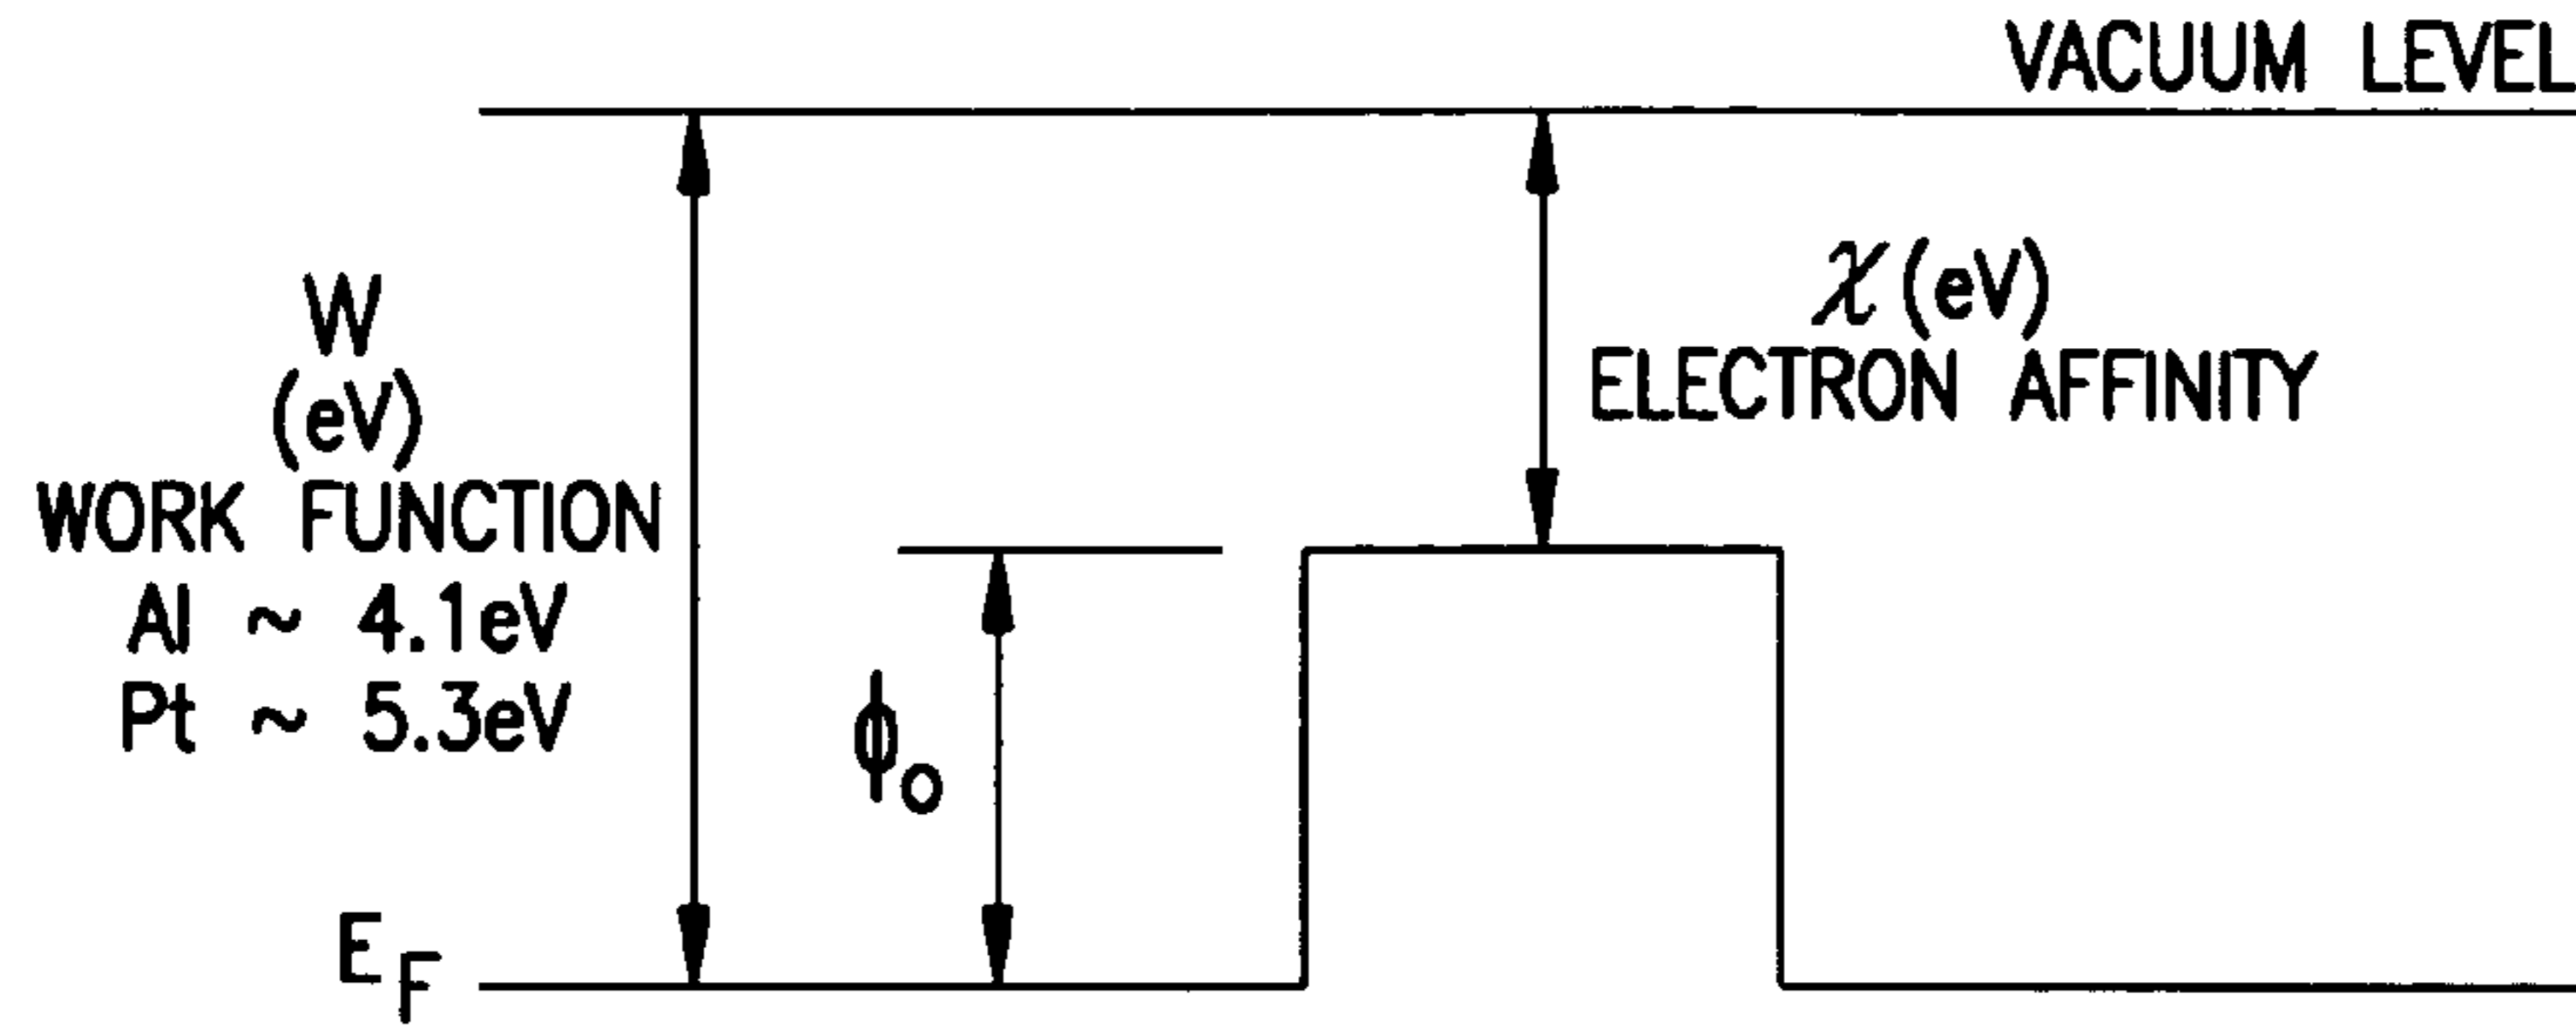 VACUUM LEVEL
W
(eV)
WORK FUNCTION
Al ~ 4.1eV
Pt ~ 5.3eV
χ(eV)
ELECTRON AFFINITY
ϕo
EF